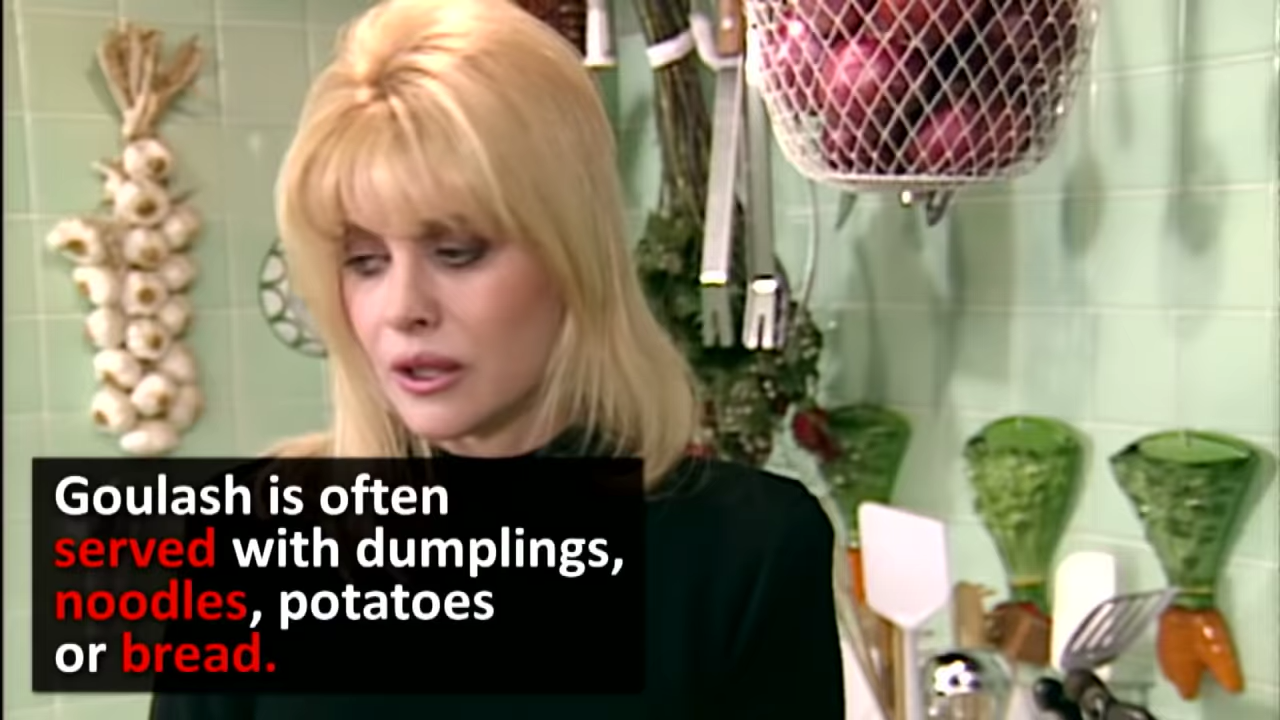 Goulash is often
served with dumplings,
noodles, potatoes
or bread.